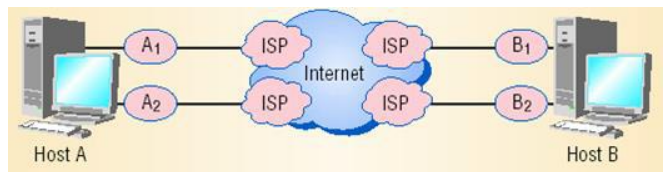 A1 ISP ISP B1
Internet
A2 ISP ISP B2
Host A Host B